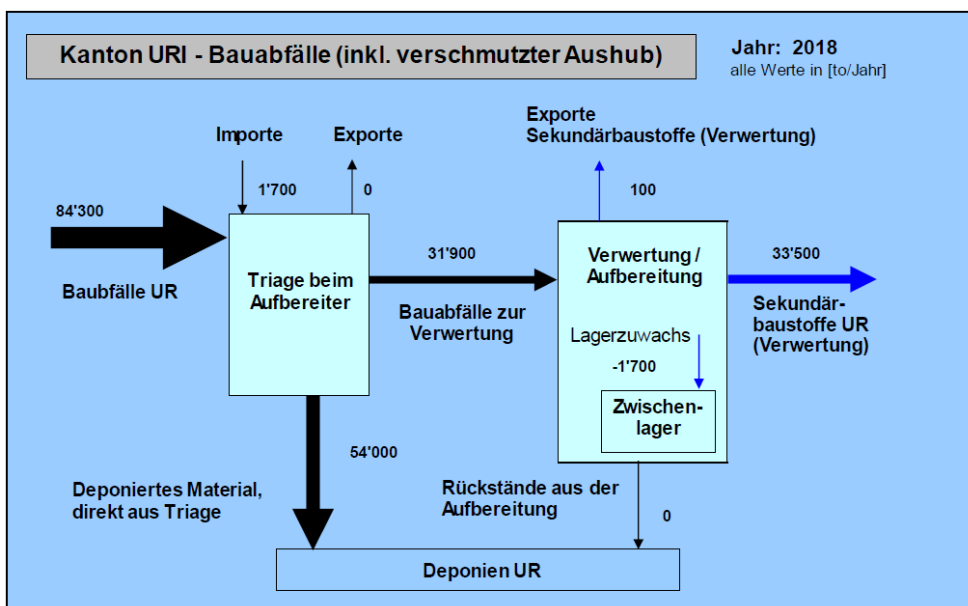 Kanton URI - Bauabfälle (inkl. verschmutzter Aushub)
Jahr: 2018
alle Werte in [to/Jahr]
Importe
Exporte
Exporte
Sekundärbaustoffe (Verwertung)
1'700
0
100
84'300
Baubfälle UR
Triage beim
Aufbereiter
31'900
Bauabfälle zur
Verwertung
Verwertung /
Aufbereitung
33'500
Sekundär-
baustoffe UR
(Verwertung)
Lagerzuwachs
-1'700
Zwischen-
lager
54'000
Deponiertes Material,
direkt aus Triage
Rückstände aus der
Aufbereitung
0
Deponien UR